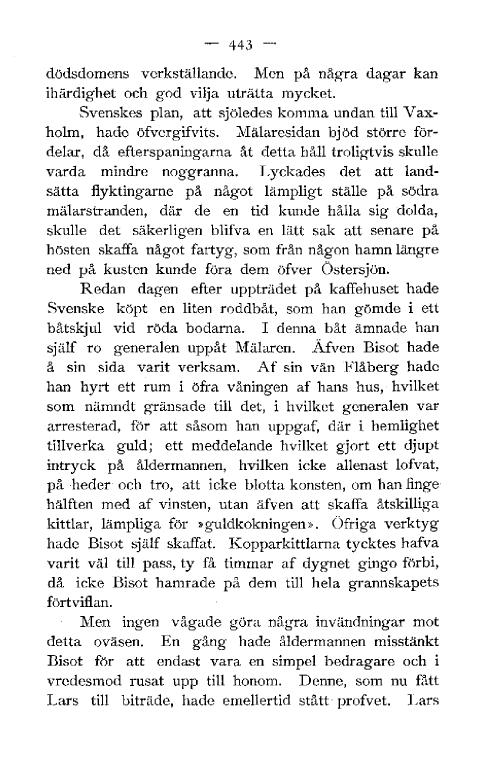 — 443 —
dödsdomens verkställande. Men på några dagar kan
ihärdighet och god vilja uträtta mycket.
Svenskes plan, att sjöledes komma undan till Vax-
holm, hade öfvergifvits. Mälaresidan bjöd större för-
delar, då efterspaningarna åt detta håll troligtvis skulle
varda mindre noggranna. Lyckades det att land-
sätta flyktingarne på något lämpligt ställe på södra
mälarstranden, där de en tid kunde hålla sig dolda,
skulle det säkerligen blifva en lätt sak att senare på
hösten skaffa något fartyg, som från någon hamn längre
ned på kusten kunde föra dem öfver Östersjön.
Redan dagen efter uppträdet på kaffehuset hade
Svenske köpt en liten roddbåt, som han gömde i ett
båtskjul vid röda bodarna. I denna båt ämnade han
själf ro generalen uppåt Mälaren. Äfven Bisot hade
å sin sida varit verksam. Af sin vän Flåberg hade
han hyrt ett rum i öfra våningen af hans hus, hvilket
som nämndt gränsade till det, i hvilket generalen var
arresterad, för att såsom han uppgaf, där i hemlighet
tillverka guld; ett meddelande hvilket gjort ett djupt
intryck på åldermannen, hvilken icke allenast lofvat,
på heder och tro, att icke blotta konsten, om han finge
hälften med af vinsten, utan äfven att skaffa åtskilliga
kittlar, lämpliga för »guldkokningen». Öfriga verktyg
hade Bisot själf skaffat. Kopparkittlarna tycktes hafva
varit väl till pass, ty få timmar af dygnet gingo förbi,
då icke Bisot hamrade på dem till hela grannskapets
förtviflan.
Men ingen vågade göra några invändningar mot
detta oväsen. En gång hade åldermannen misstänkt
Bisot för att endast vara en simpel bedragare och i
vredesmod rusat upp till honom. Denne, som nu fått
Lars till biträde, hade emellertid stått profvet. Lars